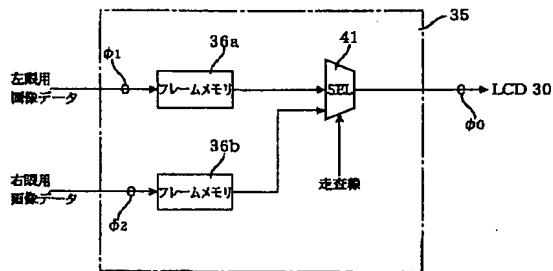 35
36a
41
φ1
左眼用
画像データ
フレームメモリ
SEL
LCD 30
φ0
36b
走査線
右眼用
画像データ
フレームメモリ
φ2